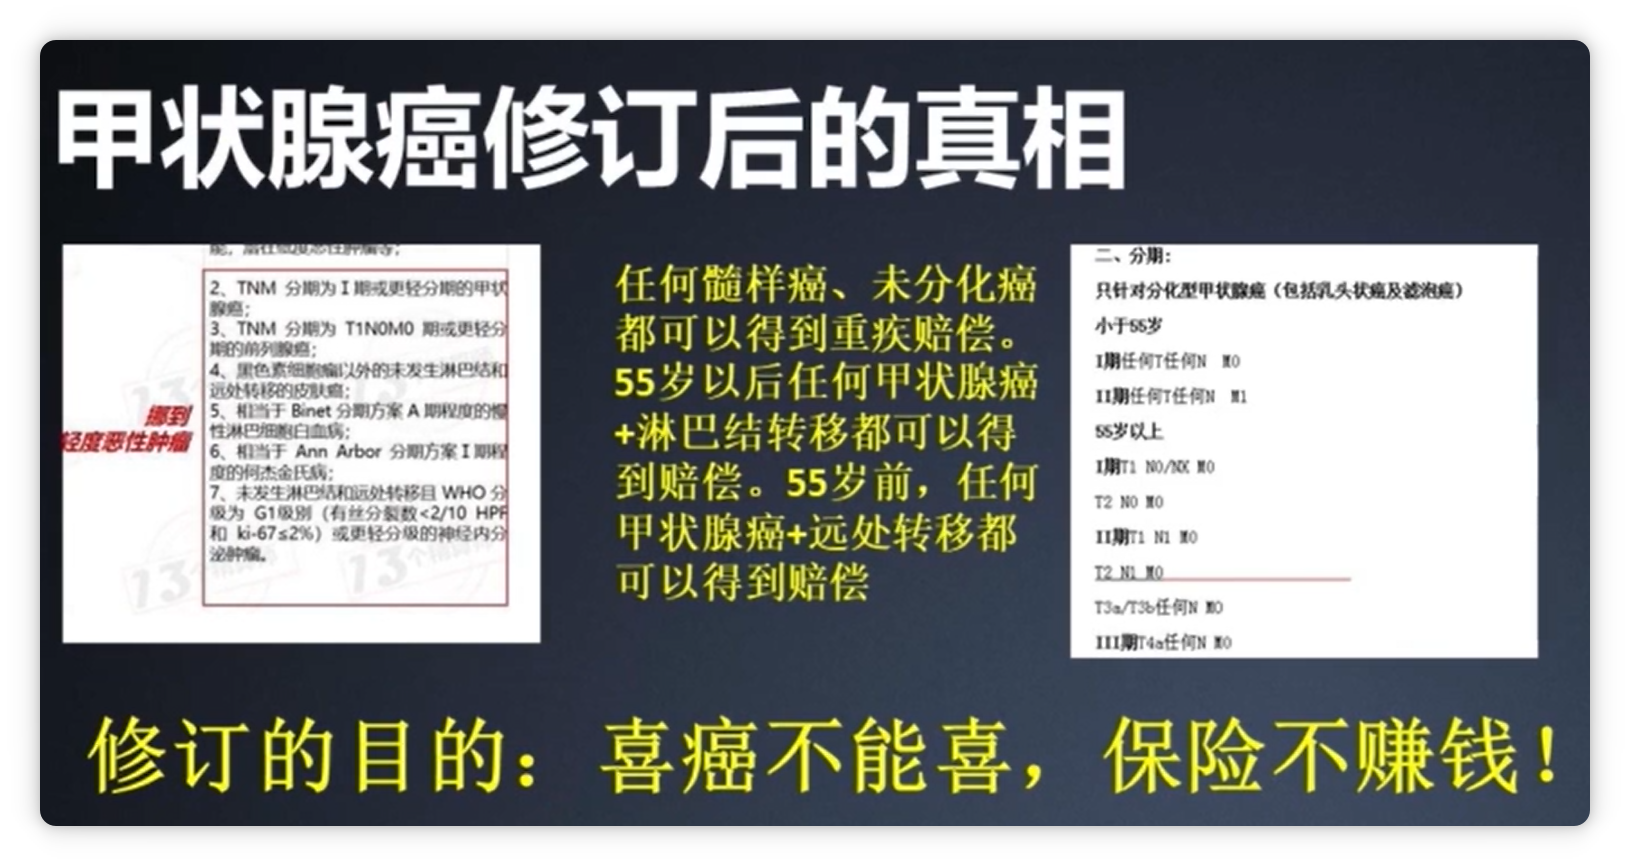 甲状腺癌修订后的真相
2、TNM 分期为Ⅰ期或更轻分期的甲状
腺癌；
3、TNM 分期为 T1N0M0 期或更轻分
期的前列腺癌；
4、黑色素细胞瘤以外的未发生淋巴结和
远处转移的皮肤癌；
5、相当于 Binet 分期方案 A 期程度的慢
性淋巴细胞白血病；
6、相当于 Ann Arbor 分期方案Ⅰ期程
度的何杰金氏病；
7、未发生淋巴结和远处转移且 WHO 分
级为 G1级别（有丝分裂数<2/10 HPF
和 ki-67≤2%）或更轻分级的神经内分
泌肿瘤。
挪到
轻度恶性肿瘤
任何髓样癌、未分化癌
都可以得到重疾赔偿。
55岁以后任何甲状腺癌
+淋巴结转移都可以得
到赔偿。55岁前，任何
甲状腺癌+远处转移都
可以得到赔偿
二、分期：
只针对分化型甲状腺癌（包括乳头状癌及滤泡癌）
小于55岁
I期任何T任何N M0
II期任何T任何N M1
55岁以上
I期T1 N0/NX M0
T2 N0 M0
II期T1 N1 M0
T2 N1 M0
T3a/T3b任何N M0
III期T4a任何N M0
修订的目的：喜癌不能喜，保险不赚钱！